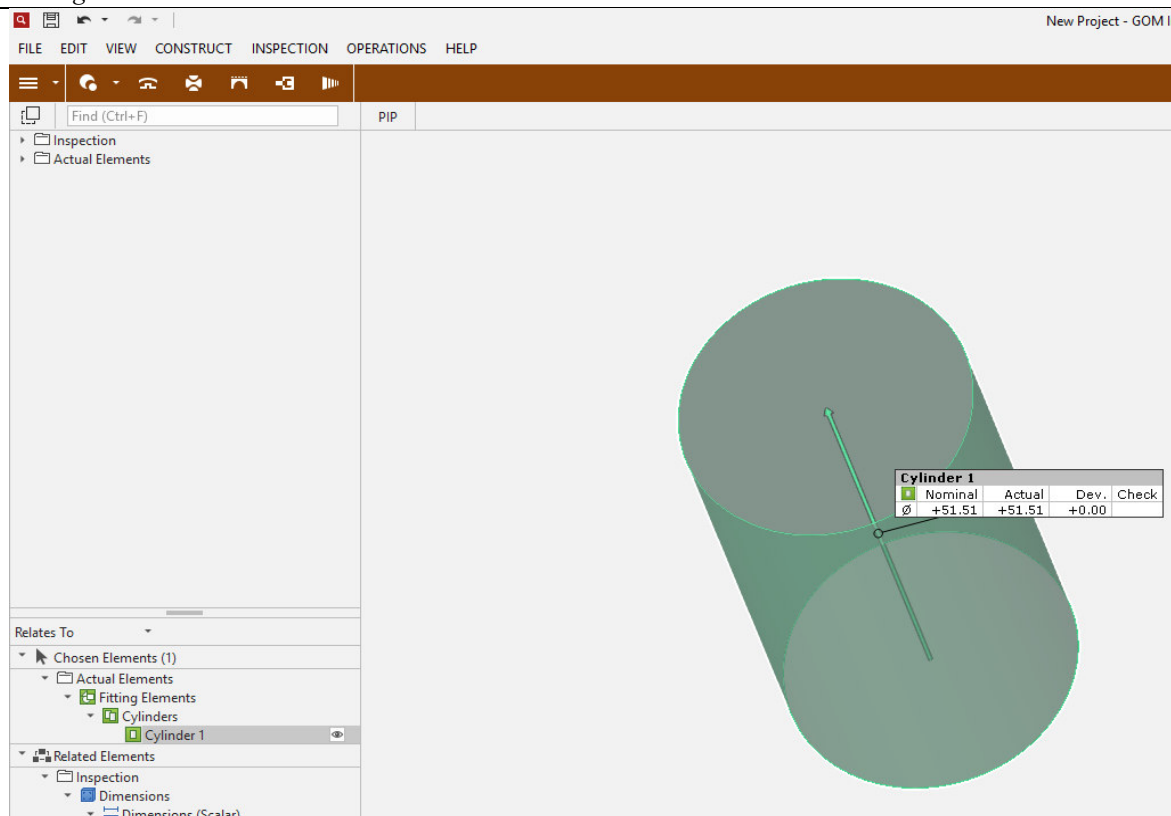 New Project - GOM I
FILE EDIT VIEW CONSTRUCT INSPECTION OPERATIONS HELP
Find (Ctrl+F)
PIP
Inspection
Actual Elements
Cylinder 1
Nominal Actual Dev. Check
Ø +51.51 +51.51 +0.00
Relates To
Chosen Elements (1)
Actual Elements
Fitting Elements
Cylinders
Cylinder 1
Related Elements
Inspection
Dimensions
Dimensions (Scalar)